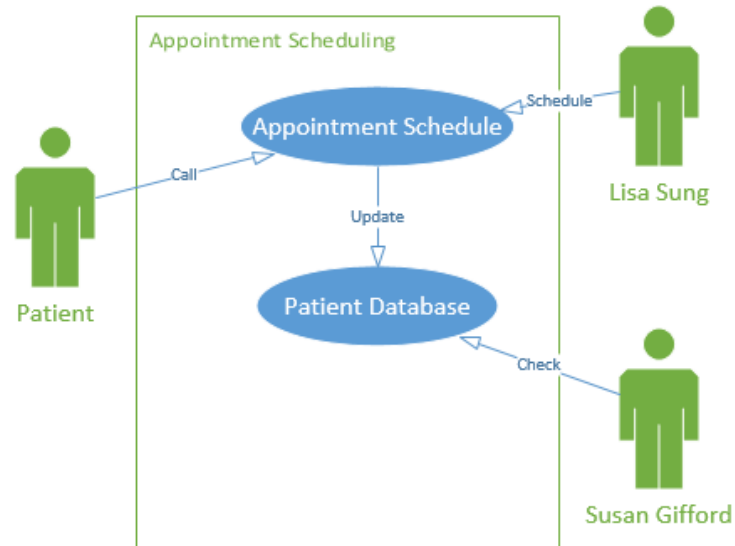 Appointment Scheduling
Appointment Schedule
Schedule
Lisa Sung
Call
Update
Patient
Patient Database
Check
Susan Gifford